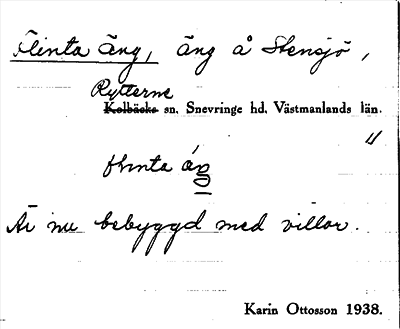 Flinta Äng, äng å Stensjö,
Rytterne
Kolbäcks sn. Snevringe hd. Västmanlands län.
"
flinta áŋ
Är nu bebyggd med villor.
Karin Ottosson 1938.